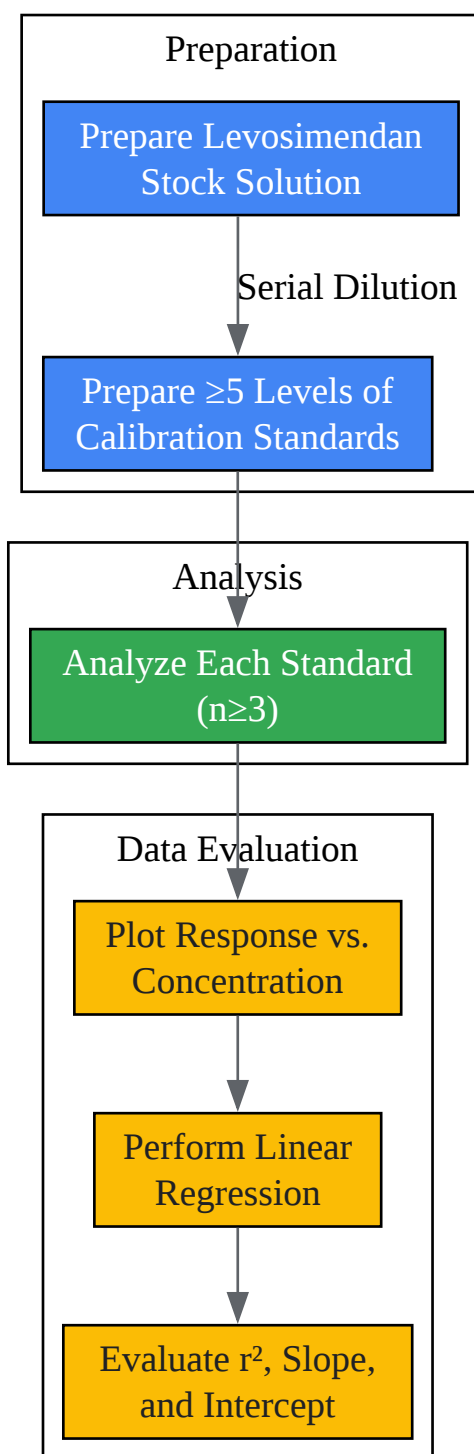 Preparation
Prepare Levosimendan
Stock Solution
Serial Dilution
Prepare ≥5 Levels of
Calibration Standards
Analysis
Analyze Each Standard
(n≥3)
Data Evaluation
Plot Response vs.
Concentration
Perform Linear
Regression
Evaluate r², Slope,
and Intercept